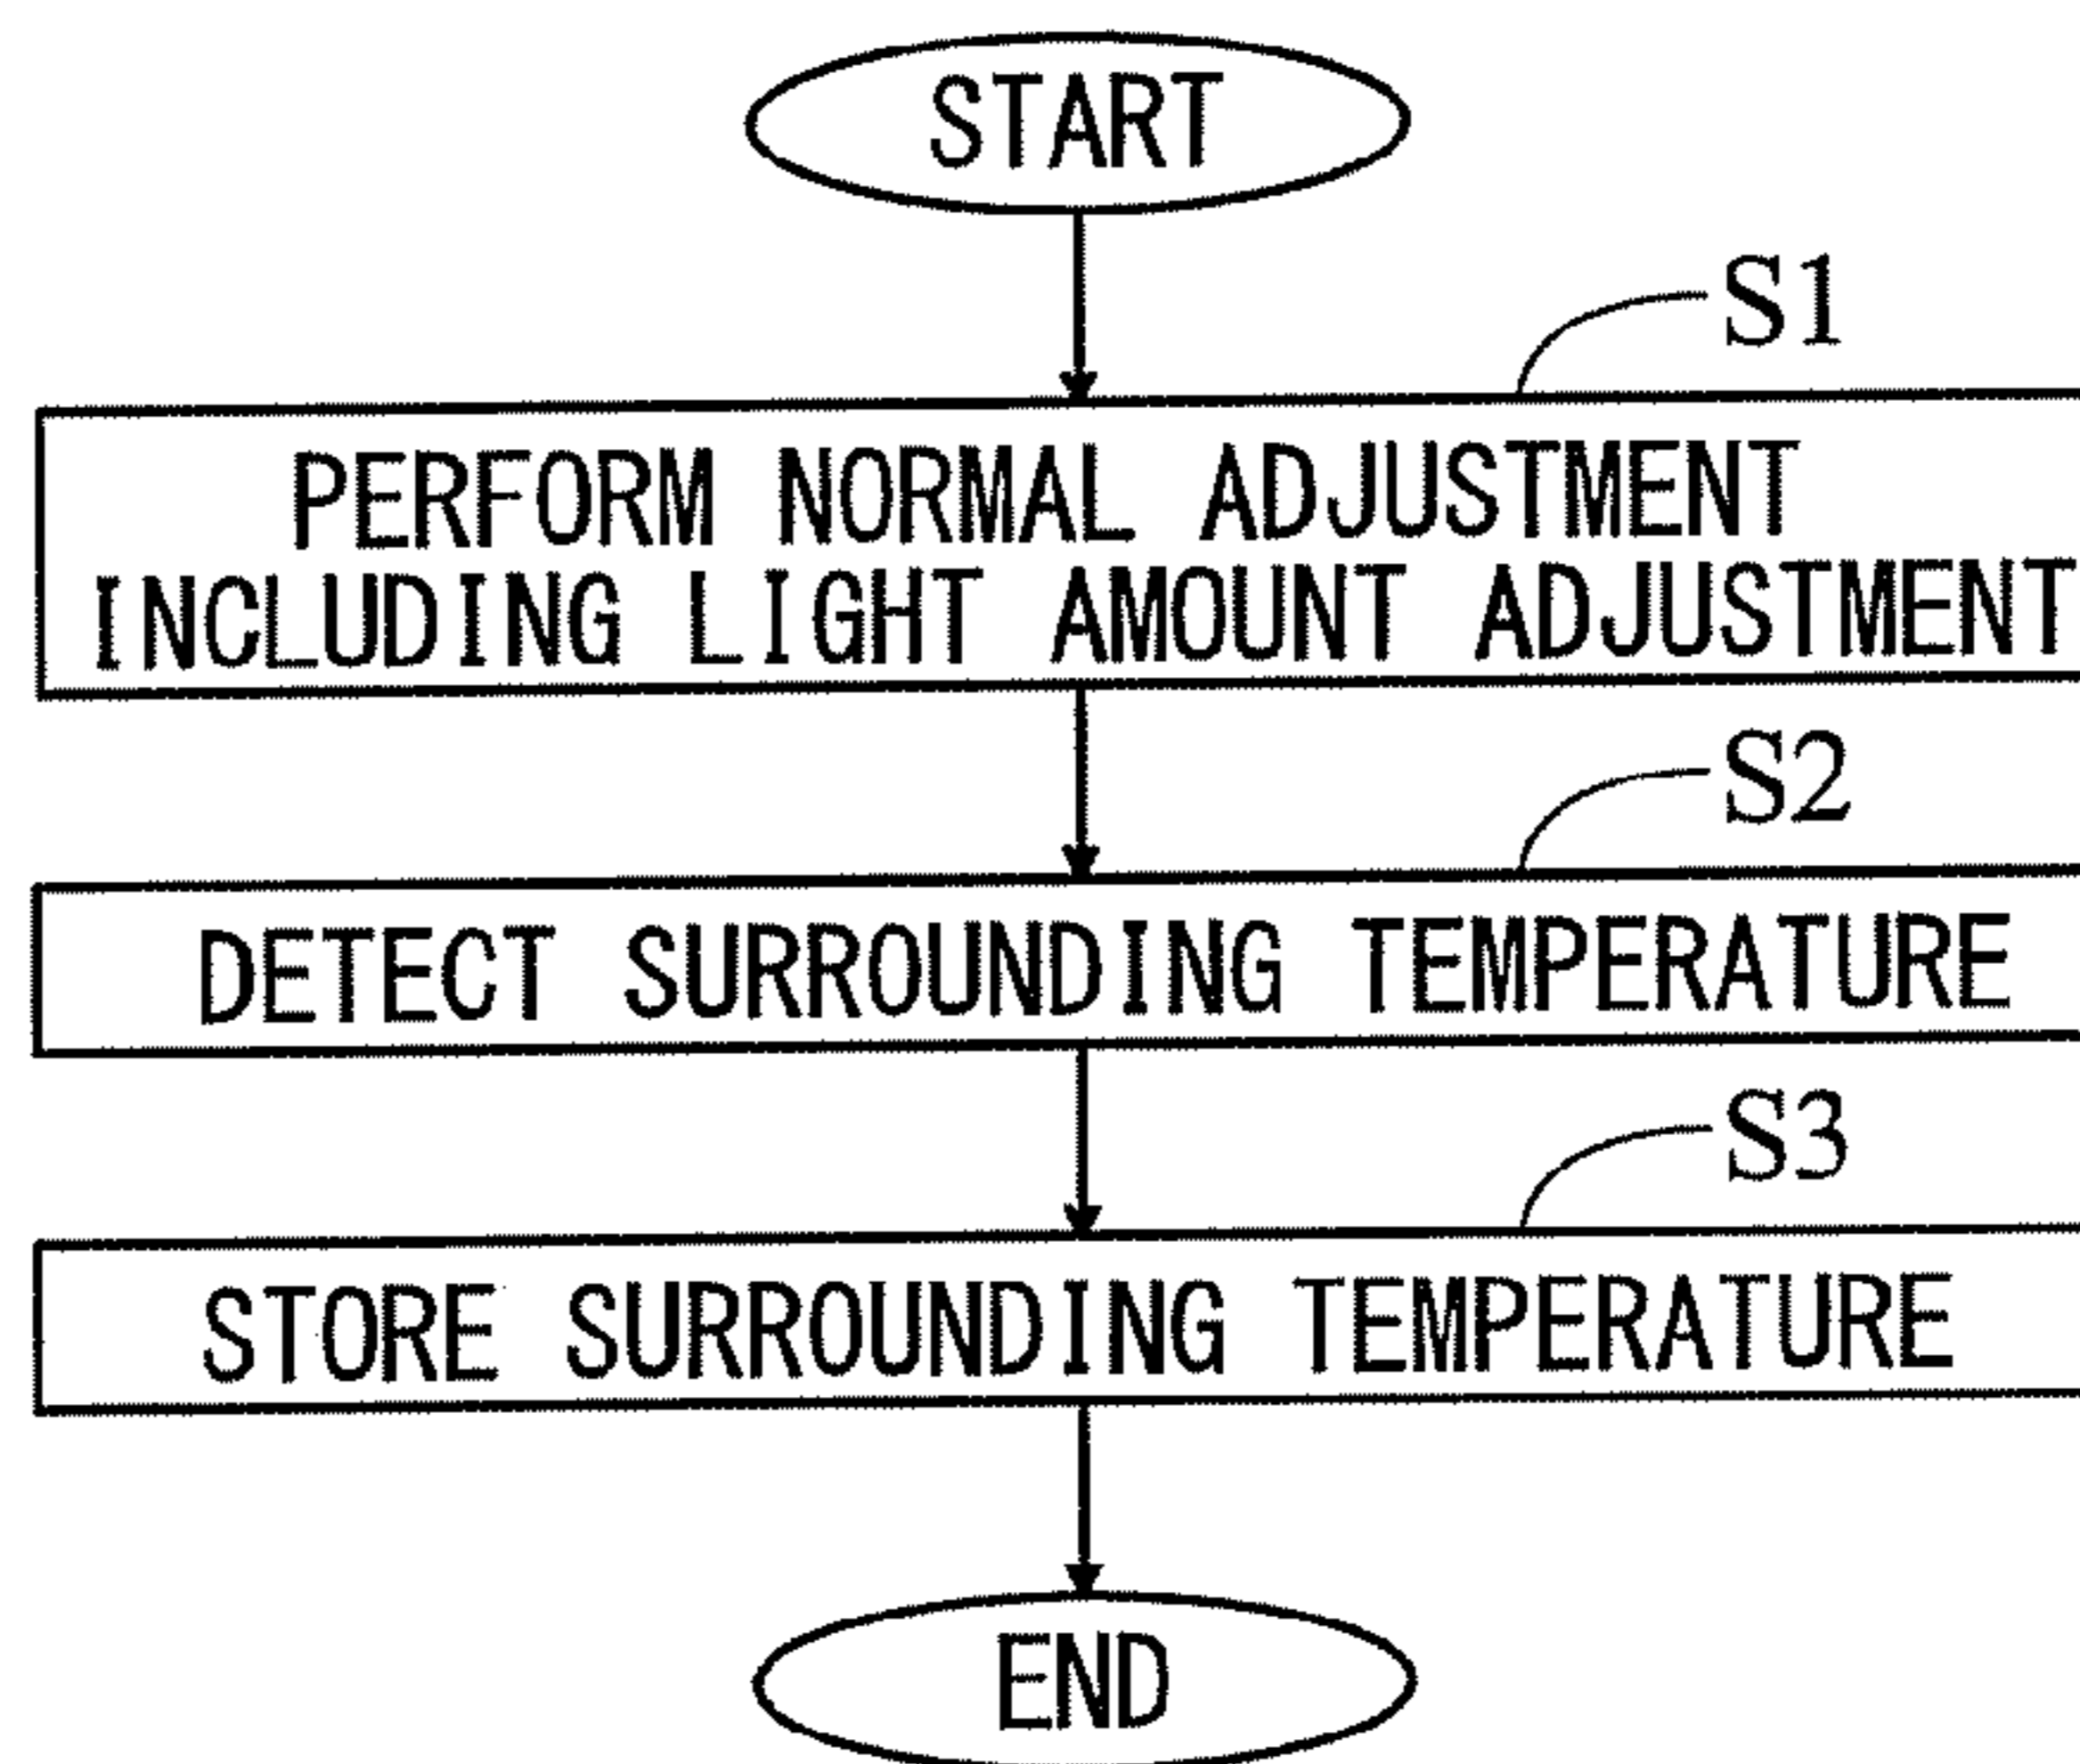 START
S1
PERFORM NORMAL ADJUSTMENT
INCLUDING LIGHT AMOUNT ADJUSTMENT
S2
DETECT SURROUNDING TEMPERATURE
S3
STORE SURROUNDING TEMPERATURE
END